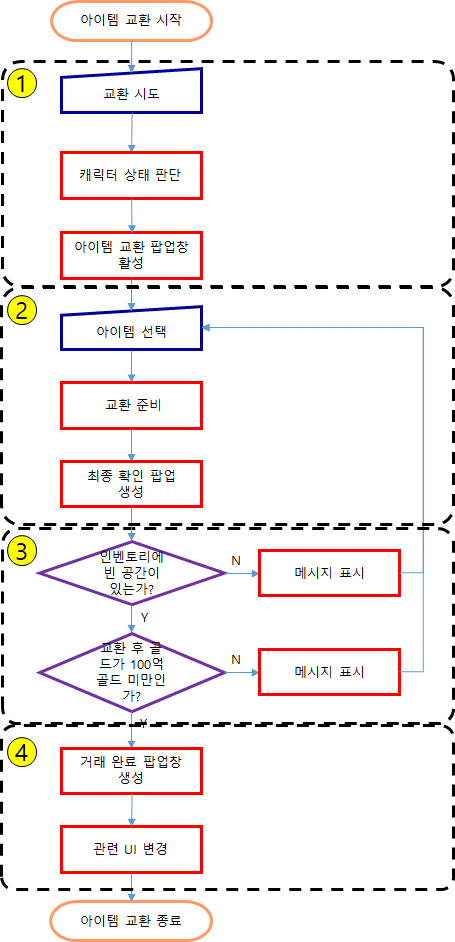 아이템 교환 시작
1
교환 시도
캐릭터 상태 판단
아이템 교환 팝업창
활성
2
아이템 선택
교환 준비
최종 확인 팝업
생성
3
인벤토리에
빈 공간이
있는가?
N
메시지 표시
Y
교환 후 골
드가 100억
골드 미만인
가?
N
메시지 표시
Y
4
거래 완료 팝업창
생성
관련 UI 변경
아이템 교환 종료